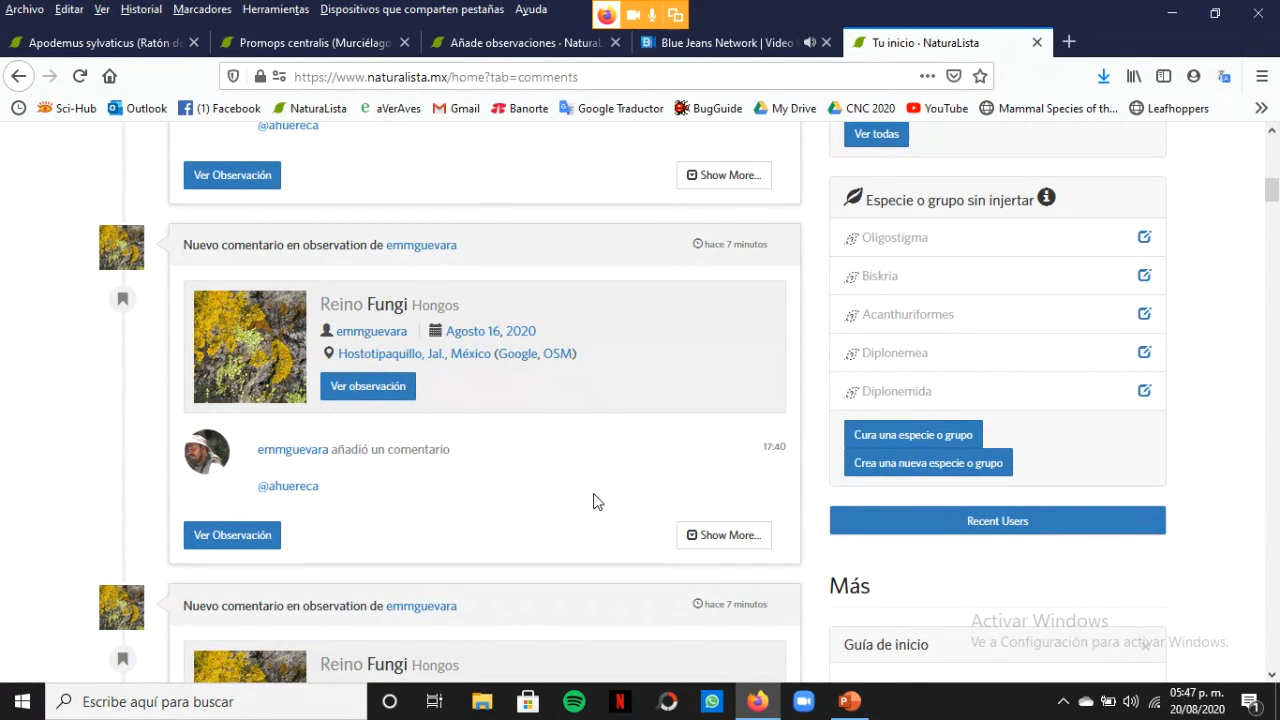 Archivo Editar Ver Historial Marcadores Herramientas Dispositivos que comparten pestañas Ayuda
Apodemus sylvaticus (Ratón de Promops centralis (Muriciélago Añade observaciones · Natural Blue Jeans Network | Video Tu inicio · NaturaLista
https://www.naturalista.mx/home?tab=comments
Sci-Hub Outlook (1) Facebook NaturaLista aVerAves Gmail Banorte Google Traductor BugGuide My Drive CNC 2020 YouTube Mammal Species of th... Leafhoppers
@ahuereca
Ver Observación Show More...
Nuevo comentario en observation de emmguevara hace 7 minutos
Reino Fungi Hongos
emmguevara Agosto 16, 2020
Hostotipaquillo, Jal., México (Google, OSM)
Ver observación
emmguevara añadió un comentario 17:40
@ahuereca
Ver Observación Show More...
Nuevo comentario en observation de emmguevara hace 7 minutos
Reino Fungi Hongos
Ver todas
Especie o grupo sin injertar
Oligostigma
Biskria
Acanthuriformes
Diplonemea
Diplonemida
Cura una especie o grupo
Crea una nueva especie o grupo
Recent Users
Más
Guía de inicio
Activar Windows
Ve a Configuración para activar Windows.
Escribe aquí para buscar
05:47 p. m.
20/08/2020